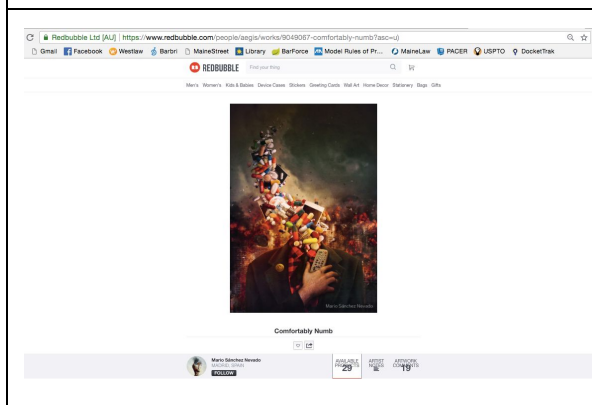 Redbubble Ltd [AU] https://www.redbubble.com/people/aegis/works/9049067-comfortably-numb?asc=u)
Gmail Facebook Westlaw Barbri MaineStreet Library BarForce Model Rules of Pr... MaineLaw PACER USPTO DocketTrak
REDBUBBLE Find your thing
Men's Women's Kids & Babies Device Cases Stickers Greeting Cards Wall Art Home Decor Stationery Bags Gifts
Mario Sánchez Nevado
Comfortably Numb
Mario Sánchez Nevado
MADRID, SPAIN
FOLLOW
AVAILABLE PRODUCTS
29
ARTIST NOTES
ARTWORK COMMENTS
19